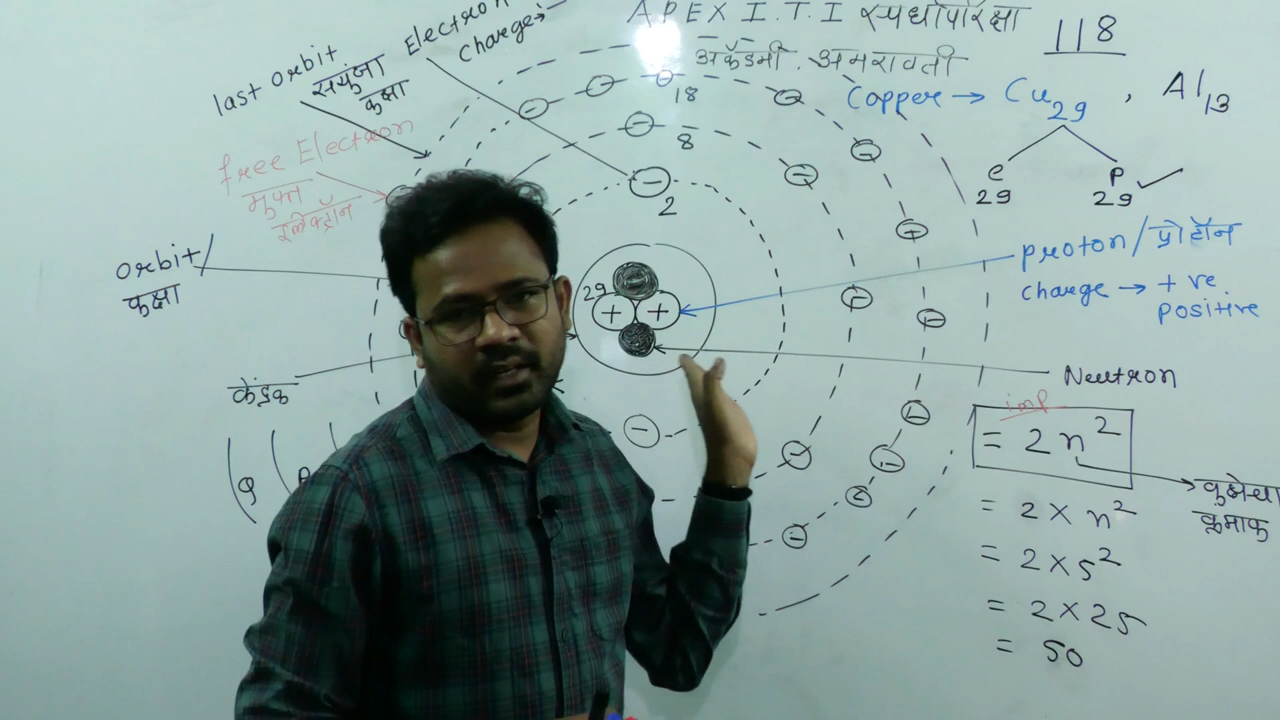 APEX I.T.I स्पर्धापरिक्षा
अॅकॅडमी. अमरावती
118
Electron
charge→
last orbit
संयुजा
कक्षा
free Electron
मुक्त
इलेक्ट्रॉन
orbit/
कक्षा
केंद्रक
18
8
2
29
+ +
Copper → Cu29 , Al13
e P
29 29
proton/प्रोटॉन
charge → +ve.
positive
Neutron
imp
= 2n²
कक्षेचा
क्रमांक
= 2 × n²
= 2 × 5²
= 2 × 25
= 50